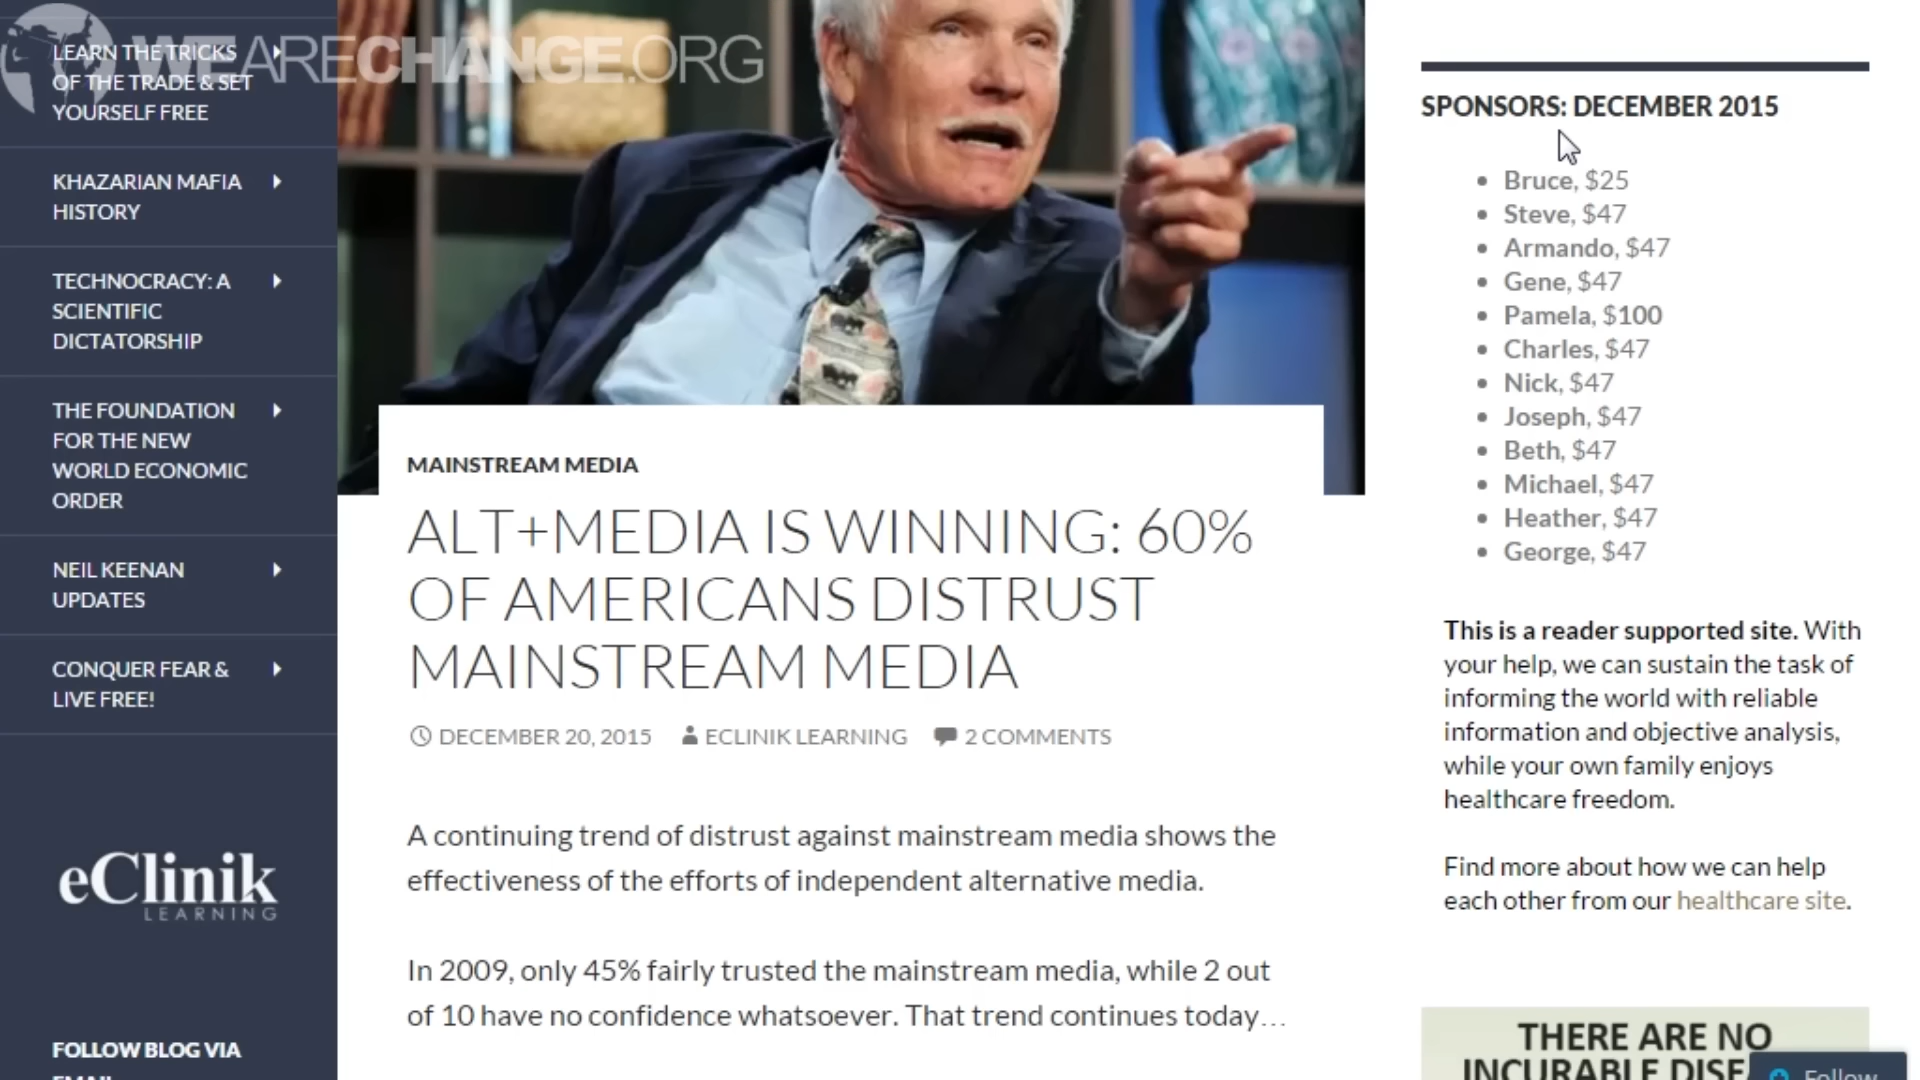 WEARECHANGE.ORG
LEARN THE TRICKS
OF THE TRADE & SET
YOURSELF FREE
KHAZARIAN MAFIA
HISTORY
TECHNOCRACY: A
SCIENTIFIC
DICTATORSHIP
THE FOUNDATION
FOR THE NEW
WORLD ECONOMIC
ORDER
NEIL KEENAN
UPDATES
CONQUER FEAR &
LIVE FREE!
eClinik
LEARNING
FOLLOW BLOG VIA
EMAIL
MAINSTREAM MEDIA
ALT+MEDIA IS WINNING: 60%
OF AMERICANS DISTRUST
MAINSTREAM MEDIA
DECEMBER 20, 2015 ECLINIK LEARNING 2 COMMENTS
A continuing trend of distrust against mainstream media shows the
effectiveness of the efforts of independent alternative media.
In 2009, only 45% fairly trusted the mainstream media, while 2 out
of 10 have no confidence whatsoever. That trend continues today…
SPONSORS: DECEMBER 2015
Bruce, $25
Steve, $47
Armando, $47
Gene, $47
Pamela, $100
Charles, $47
Nick, $47
Joseph, $47
Beth, $47
Michael, $47
Heather, $47
George, $47
This is a reader supported site. With
your help, we can sustain the task of
informing the world with reliable
information and objective analysis,
while your own family enjoys
healthcare freedom.
Find more about how we can help
each other from our healthcare site.
THERE ARE NO
INCURABLE DISE
Follow